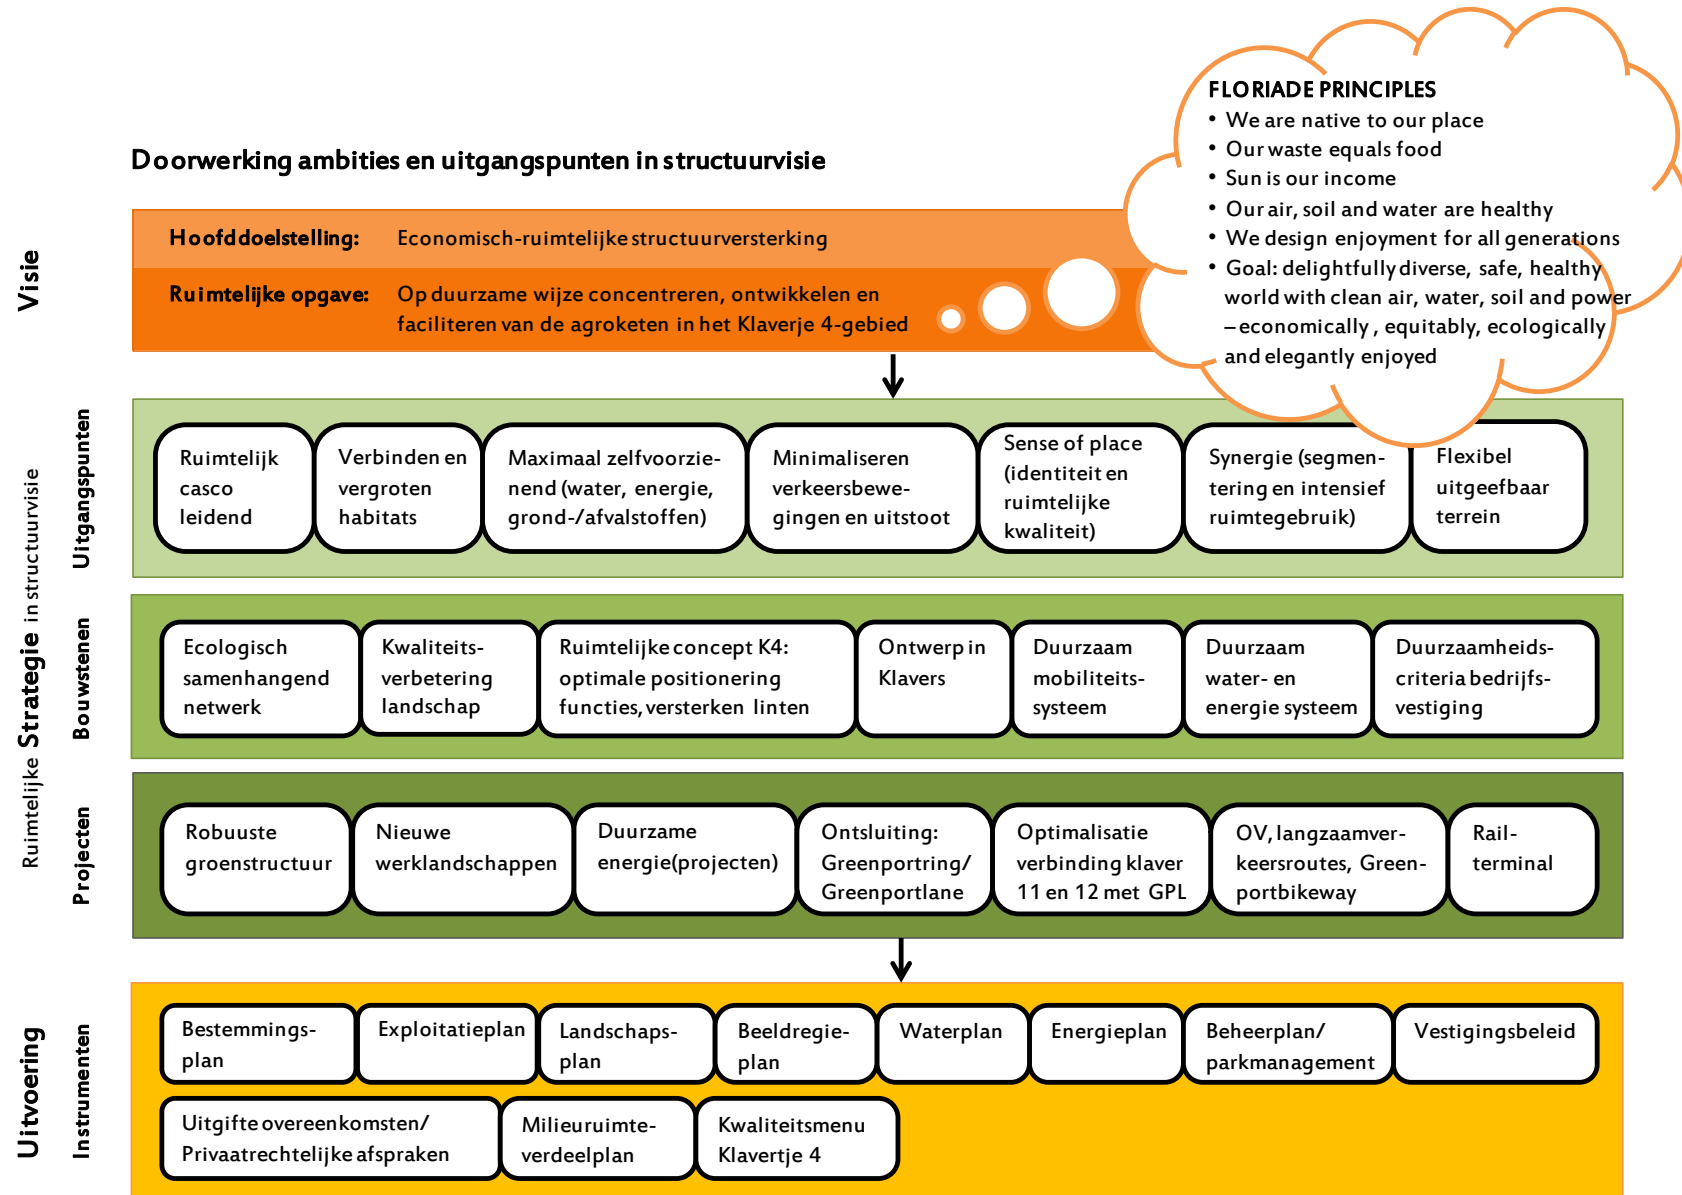 FLORIADE PRINCIPLES
• We are native to our place
• Our waste equals food
• Sun is our income
• Our air, soil and water are healthy
• We design enjoyment for all generations
• Goal: delightfully diverse, safe, healthy
world with clean air, water, soil and power
– economically , equitably, ecologically
and elegantly enjoyed
Doorwerking ambities en uitgangspunten in structuurvisie
Visie
Hoofddoelstelling: Economisch-ruimtelijke structuurversterking
Ruimtelijke opgave: Op duurzame wijze concentreren, ontwikkelen en
faciliteren van de agroketen in het Klaverje 4-gebied
Ruimtelijke Strategie in structuurvisie
Uitgangspunten
Ruimtelijk
casco
leidend
Verbinden en
vergroten
habitats
Maximaal zelfvoorzie-
nend (water, energie,
grond-/afvalstoffen)
Minimaliseren
verkeersbewe-
gingen en uitstoot
Sense of place
(identiteit en
ruimtelijke
kwaliteit)
Synergie (segmen-
tering en intensief
ruimtegebruik)
Flexibel
uitgeefbaar
terrein
Bouwstenen
Ecologisch
samenhangend
netwerk
Kwaliteits-
verbetering
landschap
Ruimtelijke concept K4:
optimale positionering
functies, versterken linten
Ontwerp in
Klavers
Duurzaam
mobiliteits-
systeem
Duurzaam
water- en
energie systeem
Duurzaamheids-
criteria bedrijfs-
vestiging
Projecten
Robuuste
groenstructuur
Nieuwe
werklandschappen
Duurzame
energie(projecten)
Ontsluiting:
Greenportring/
Greenportlane
Optimalisatie
verbinding klaver
11 en 12 met GPL
OV, langzaamver-
keersroutes, Green-
portbikeway
Rail-
terminal
Uitvoering
Instrumenten
Bestemmings-
plan
Exploitatieplan
Landschaps-
plan
Beeldregie-
plan
Waterplan
Energieplan
Beheerplan/
parkmanagement
Vestigingsbeleid
Uitgifte overeenkomsten/
Privaatrechtelijke afspraken
Milieuruimte-
verdeelplan
Kwaliteitsmenu
Klavertje 4